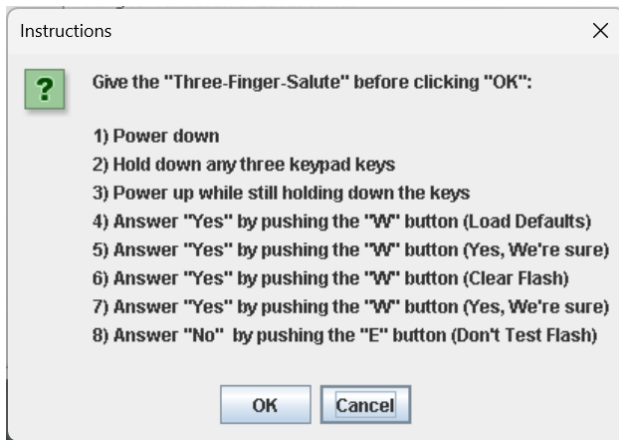 Instructions
Give the "Three-Finger-Salute" before clicking "OK":
1) Power down
2) Hold down any three keypad keys
3) Power up while still holding down the keys
4) Answer "Yes" by pushing the "W" button (Load Defaults)
5) Answer "Yes" by pushing the "W" button (Yes, We're sure)
6) Answer "Yes" by pushing the "W" button (Clear Flash)
7) Answer "Yes" by pushing the "W" button (Yes, We're sure)
8) Answer "No"  by pushing the "E" button (Don't Test Flash)
OK Cancel